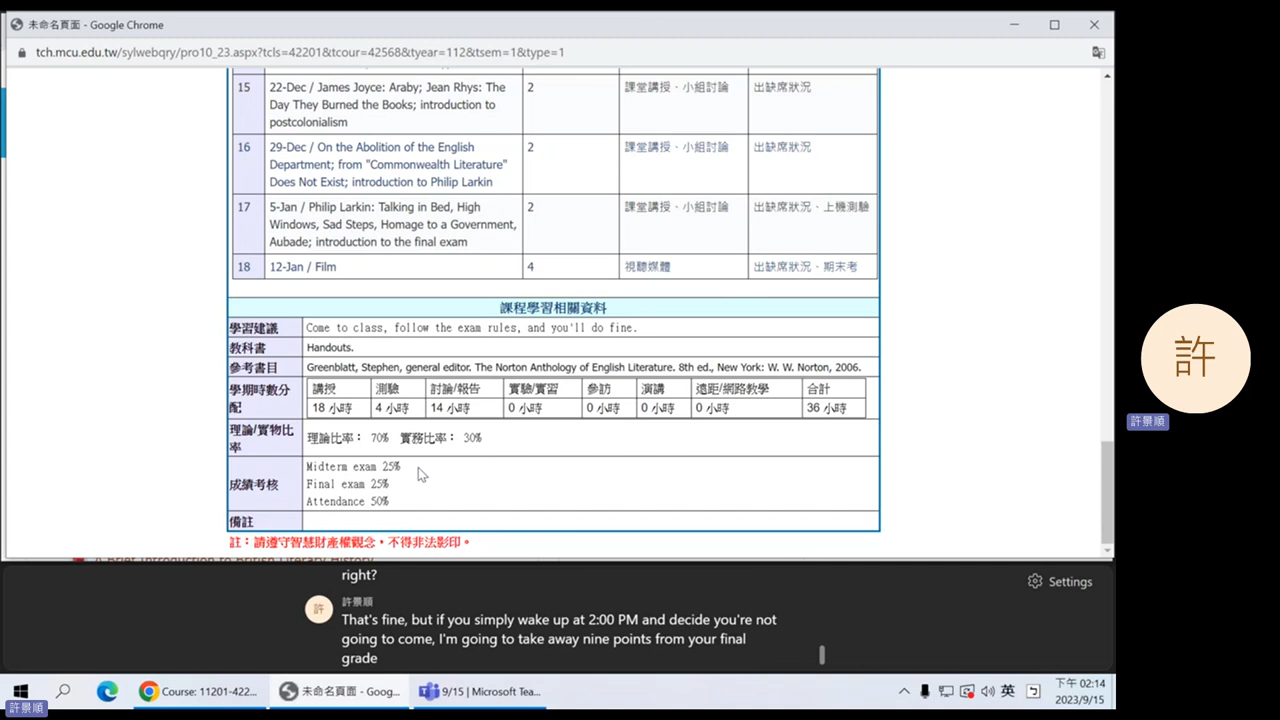 未命名頁面 - Google Chrome
tch.mcu.edu.tw/sylwebqry/pro10_23.aspx?tcls=42201&tcour=42568&tyear=112&tsem=1&type=1
15 22-Dec / James Joyce: Araby; Jean Rhys: The 2 課堂講授、小組討論 出缺席狀況
Day They Burned the Books; introduction to
postcolonialism
16 29-Dec / On the Abolition of the English 2 課堂講授、小組討論 出缺席狀況
Department; from "Commonwealth Literature"
Does Not Exist; introduction to Philip Larkin
17 5-Jan / Philip Larkin: Talking in Bed, High 2 課堂講授、小組討論 出缺席狀況、上機測驗
Windows, Sad Steps, Homage to a Government,
Aubade; introduction to the final exam
18 12-Jan / Film 4 視聽媒體 出缺席狀況、期末考
課程學習相關資料
學習建議 Come to class, follow the exam rules, and you'll do fine.
教科書 Handouts.
參考書目 Greenblatt, Stephen, general editor. The Norton Anthology of English Literature. 8th ed., New York: W. W. Norton, 2006.
學期時數分配 講授 測驗 討論/報告 實驗/實習 參訪 演講 遠距/網路教學 合計
18 小時 4 小時 14 小時 0 小時 0 小時 0 小時 0 小時 36 小時
理論/實物比率 理論比率： 70% 實務比率： 30%
Midterm exam 25%
成績考核 Final exam 25%
Attendance 50%
備註
註：請遵守智慧財產權觀念，不得非法影印。
A Brief Introduction to British Literary History
right?
Settings
許 許景順
That's fine, but if you simply wake up at 2:00 PM and decide you're not
going to come, I'm going to take away nine points from your final
grade
許
許景順
Course: 11201-422...
未命名頁面 - Goog...
9/15 | Microsoft Tea...
英
下午 02:14
2023/9/15
許景順